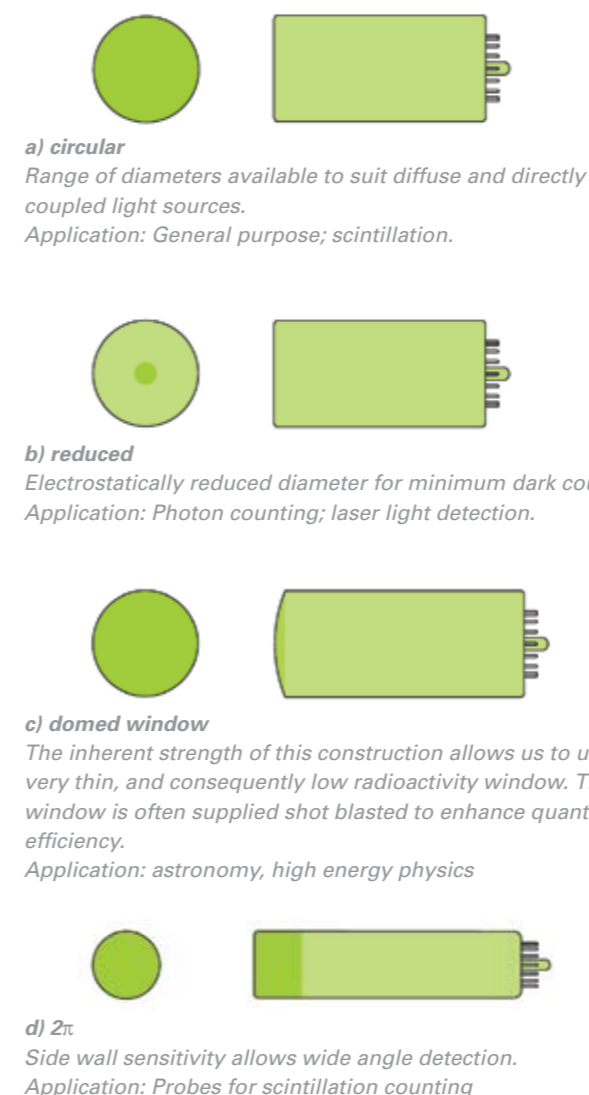 a) circular
Range of diameters available to suit diffuse and directly
coupled light sources.
Application: General purpose; scintillation.
b) reduced
Electrostatically reduced diameter for minimum dark
Application: Photon counting; laser light detection.
c) domed window
The inherent strength of this construction allows us to
very thin, and consequently low radioactivity window.
window is often supplied shot blasted to enhance
efficiency.
Application: astronomy, high energy physics
d) 2π
Side wall sensitivity allows wide angle detection.
Application: Probes for scintillation counting